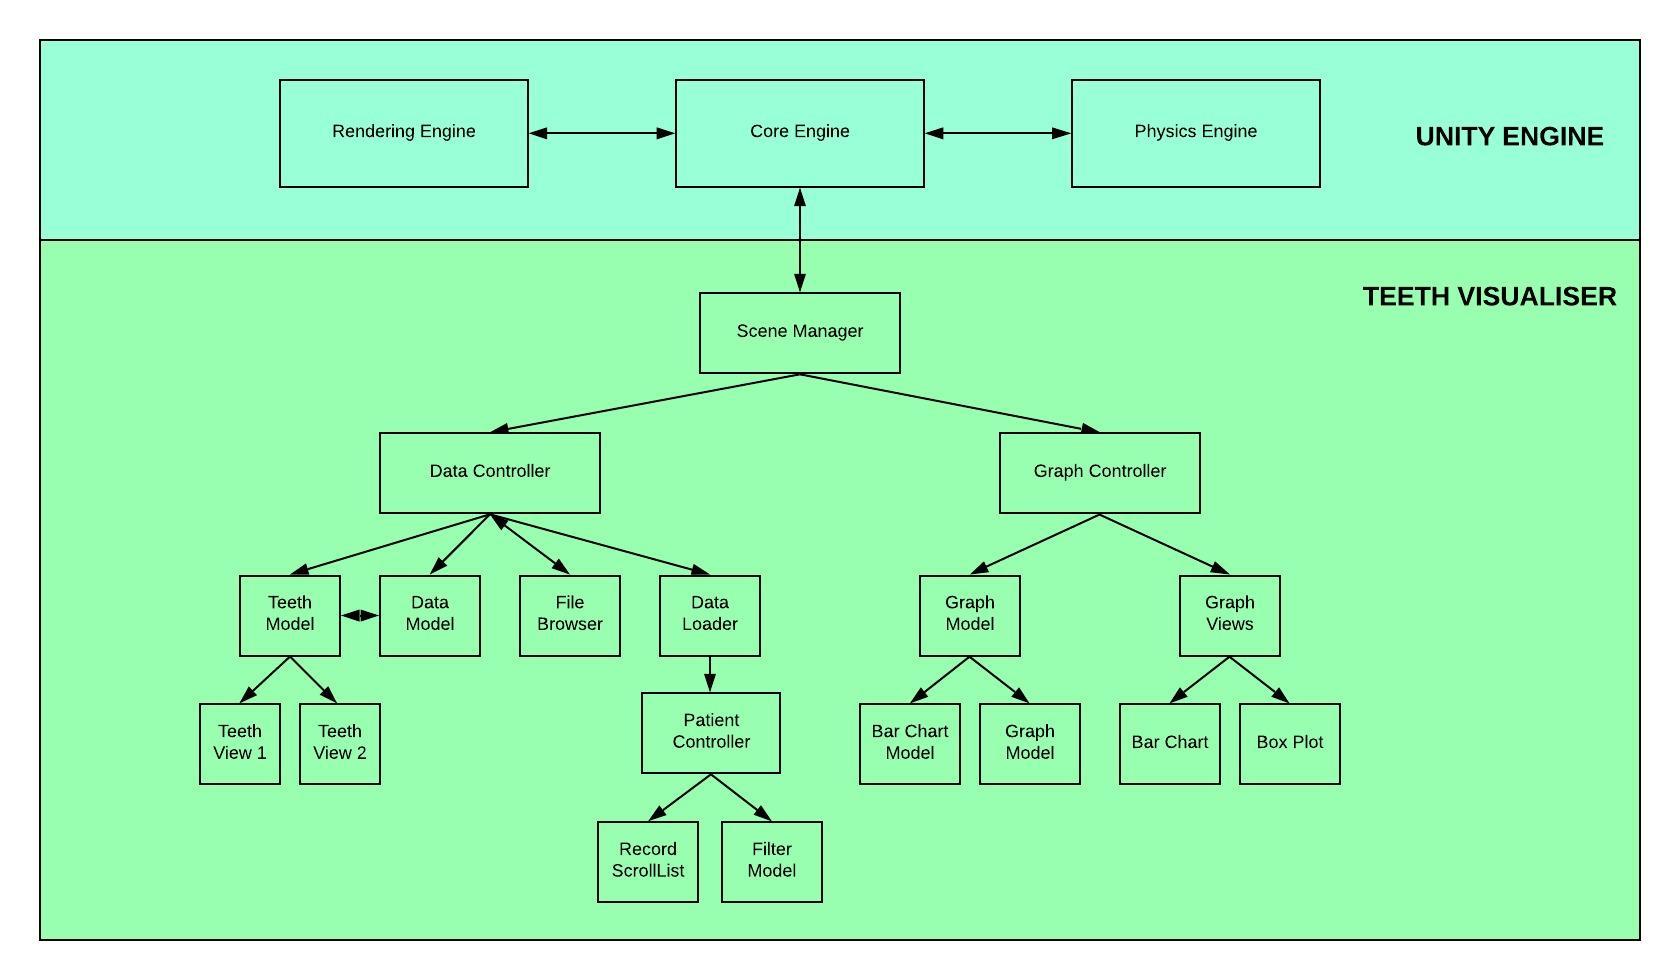 Rendering Engine
Core Engine
Physics Engine
UNITY ENGINE
TEETH VISUALISER
Scene Manager
Data Controller
Graph Controller
Teeth
Model
Data
Model
File
Browser
Data
Loader
Graph
Model
Graph
Views
Teeth
View 1
Teeth
View 2
Patient
Controller
Bar Chart
Model
Graph
Model
Bar Chart
Box Plot
Record
ScrollList
Filter
Model